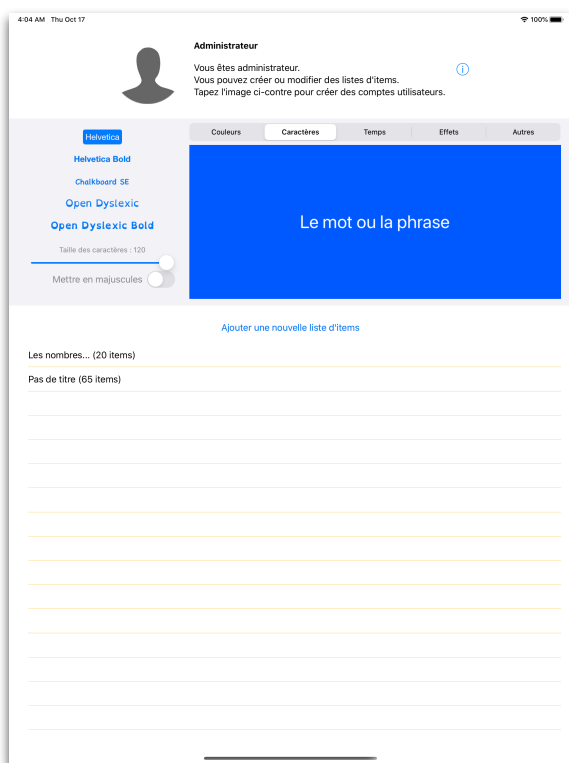 4:04 AM Thu Oct 17
100%
Administrateur
Vous êtes administrateur.
Vous pouvez créer ou modifier des listes d'items.
Tapez l'image ci-contre pour créer des comptes utilisateurs.
Couleurs Caractères Temps Effets Autres
Helvetica
Helvetica Bold
Chalkboard SE
Open Dyslexic
Open Dyslexic Bold
Taille des caractères : 120
Mettre en majuscules
Le mot ou la phrase
Ajouter une nouvelle liste d'items
Les nombres... (20 items)
Pas de titre (65 items)